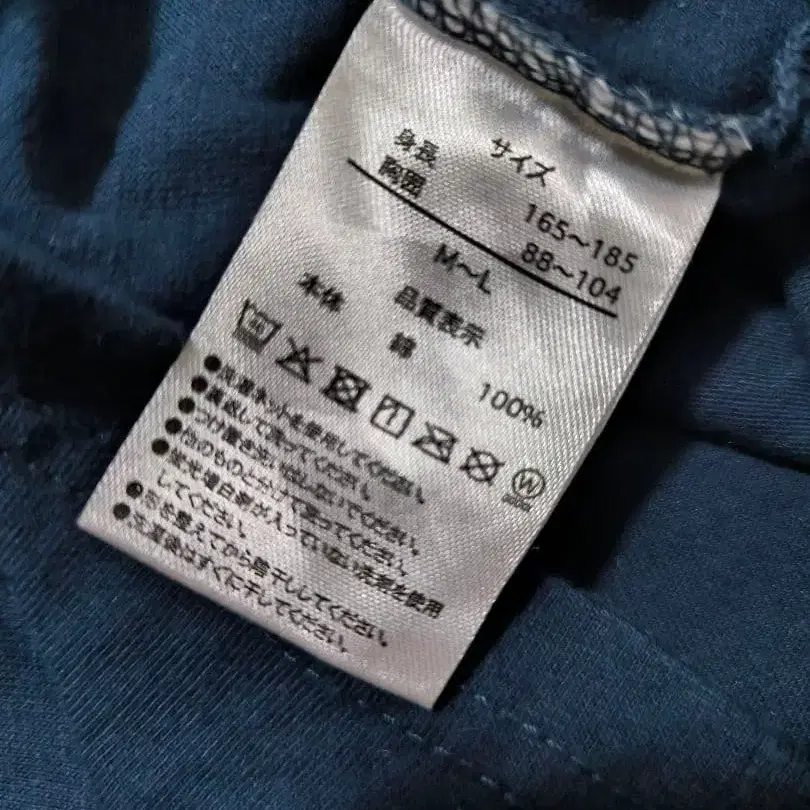 サイズ
身長 165～185
胸囲 88～104
M～L
品質表示
本体 綿 100%
W
●洗濯ネットを使用してください。
●裏返して洗ってください。
●つけ置き洗いはしないでください。
●他のものと分けて洗ってください。
●蛍光増白剤が入っていない洗剤を使用
してください。
●形を整えてから陰干ししてください。
●洗濯後はすぐに干してください。